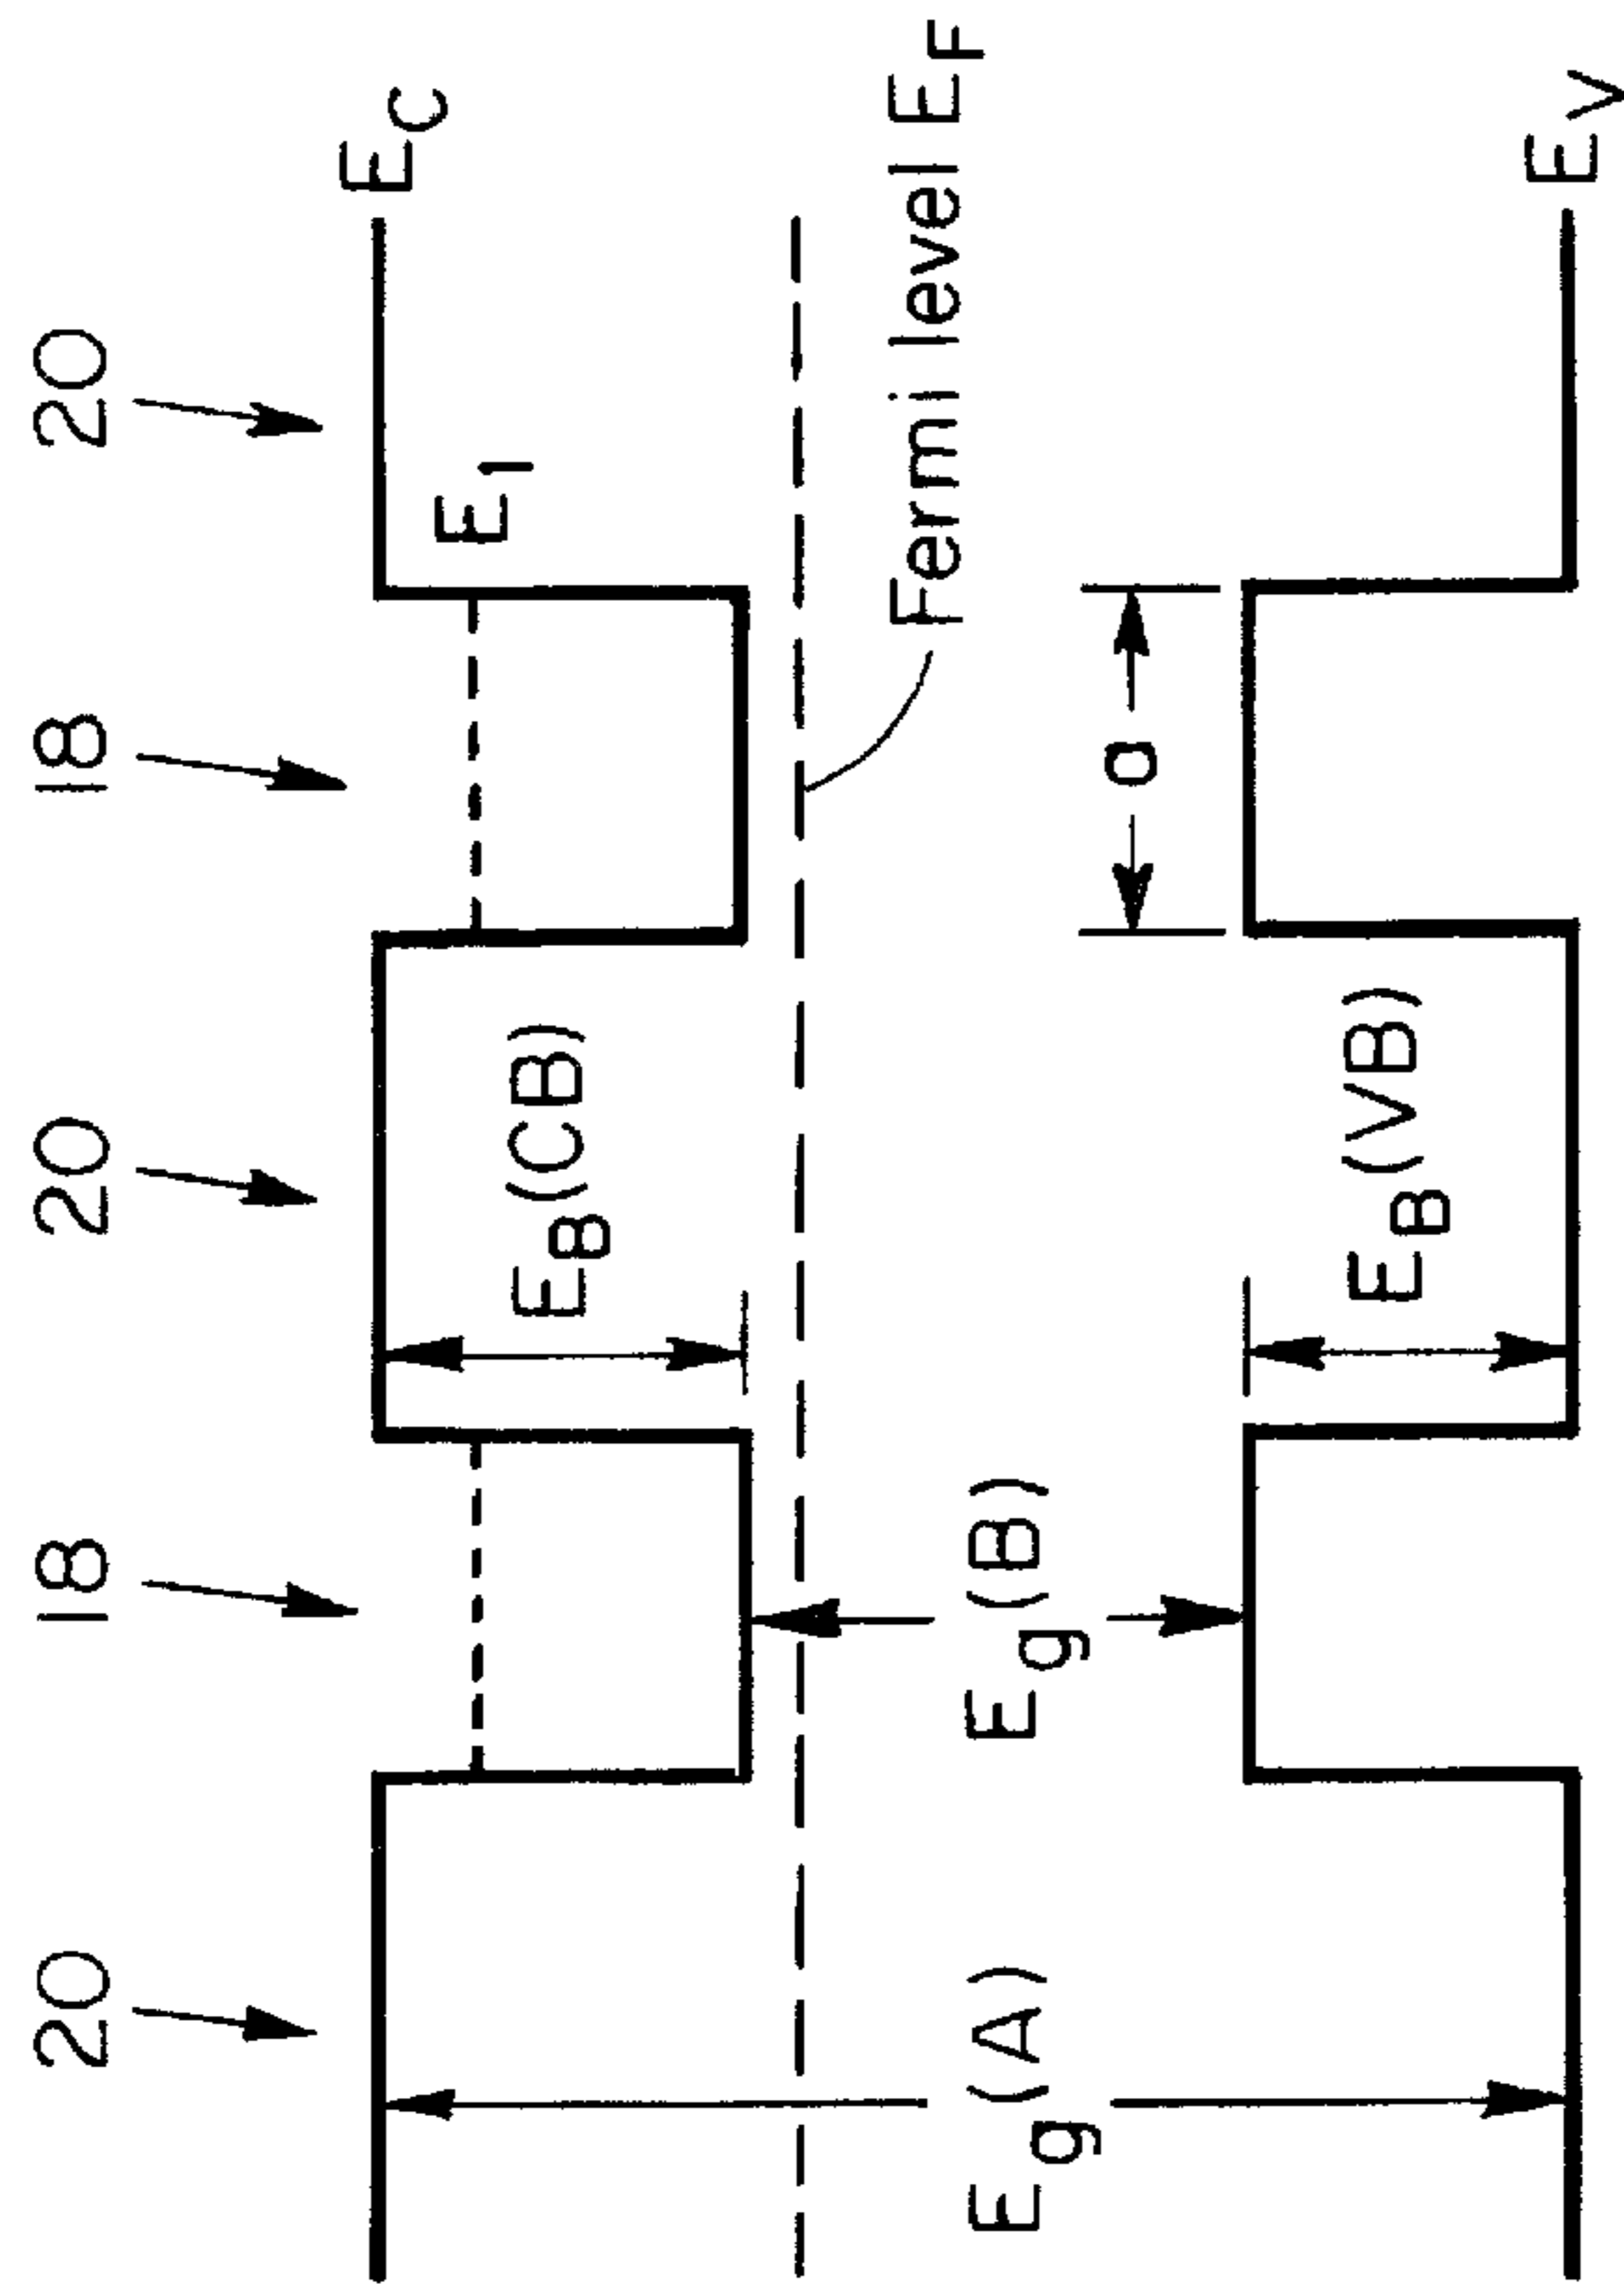 20
18
20
18
20
E_C
E_1
E_B(CB)
Fermi level E_F
E_g(A)
E_g(B)
a
E_B(VB)
E_V